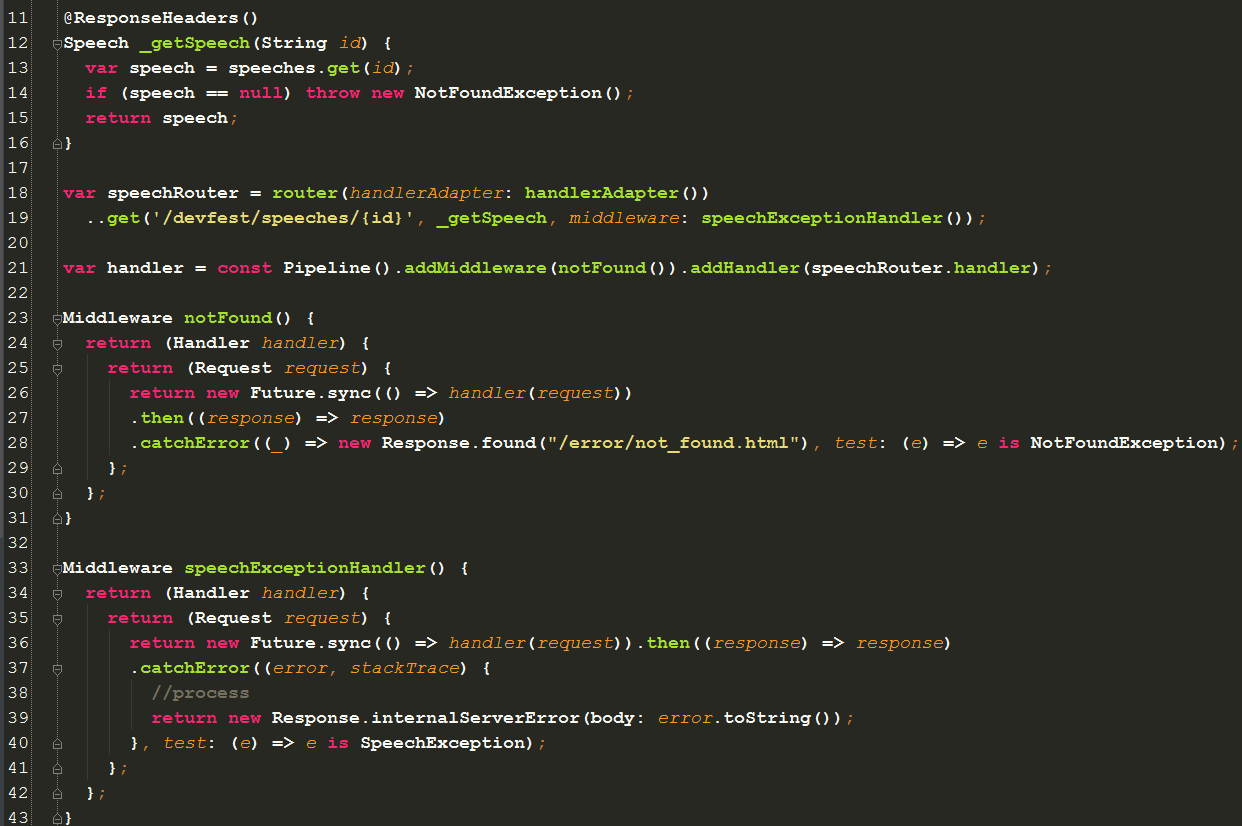 11 @ResponseHeaders()
12 Speech _getSpeech(String id) {
13   var speech = speeches.get(id);
14   if (speech == null) throw new NotFoundException();
15   return speech;
16 }
17
18 var speechRouter = router(handlerAdapter: handlerAdapter())
19   ..get('/devfest/speeches/{id}', _getSpeech, middleware: speechExceptionHandler());
20
21 var handler = const Pipeline().addMiddleware(notFound()).addHandler(speechRouter.handler);
22
23 Middleware notFound() {
24   return (Handler handler) {
25     return (Request request) {
26       return new Future.sync(() => handler(request))
27       .then((response) => response)
28       .catchError((_) => new Response.found("/error/not_found.html"), test: (e) => e is NotFoundException);
29     };
30   };
31 }
32
33 Middleware speechExceptionHandler() {
34   return (Handler handler) {
35     return (Request request) {
36       return new Future.sync(() => handler(request)).then((response) => response)
37       .catchError((error, stackTrace) {
38         //process
39         return new Response.internalServerError(body: error.toString());
40       }, test: (e) => e is SpeechException);
41     };
42   };
43 }